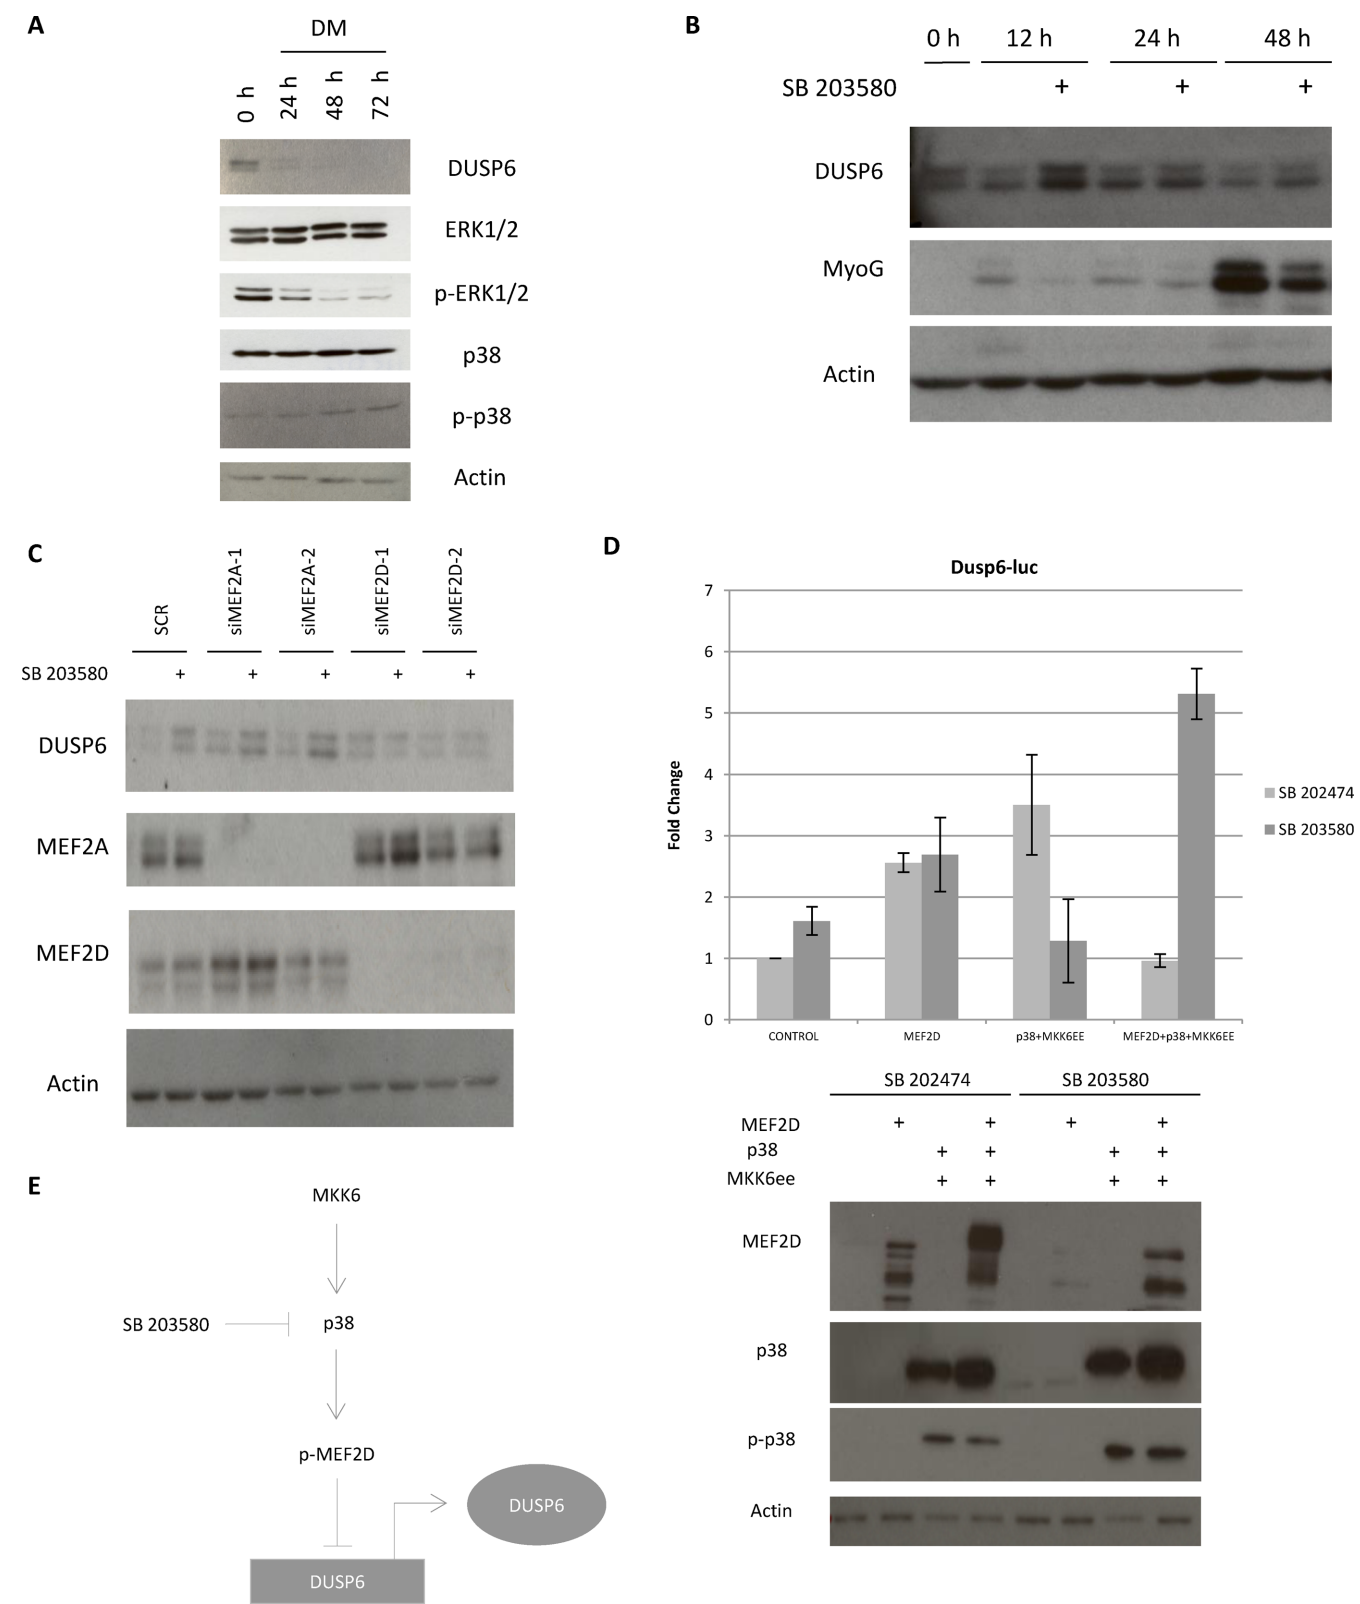 A
DM
0 h
24 h
48 h
72 h
DUSP6
ERK1/2
p-ERK1/2
p38
p-p38
Actin
B
0 h 12 h 24 h 48 h
SB 203580 + + +
DUSP6
MyoG
Actin
C
SCR
siMEF2A-1
siMEF2A-2
siMEF2D-1
siMEF2D-2
SB 203580 + + + + +
DUSP6
MEF2A
MEF2D
Actin
D
Dusp6-luc
Fold Change
7
6
5
4
3
2
1
0
CONTROL MEF2D p38+MKK6EE MEF2D+p38+MKK6EE
SB 202474
SB 203580
SB 202474 SB 203580
MEF2D + + + +
p38 + + + +
MKK6ee + + + +
MEF2D
p38
p-p38
Actin
E
MKK6
SB 203580 p38
p-MEF2D
DUSP6
DUSP6